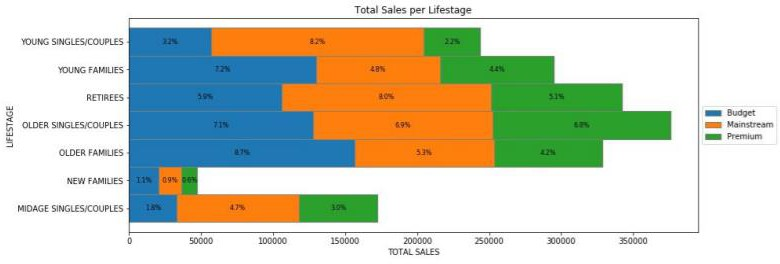 Total Sales per Lifestage
YOUNG SINGLES/COUPLES
3.2%
8.2%
2.2%
YOUNG FAMILIES
7.2%
4.8%
4.4%
RETIREES
5.9%
8.0%
OLDER SINGLES/COUPLES
7.1%
6.9%
6.8%
OLDER FAMILIES
8.7%
5.3%
4.2%
NEW FAMILIES
1.1%
0.9%
0.6%
MIDAGE SINGLES/COUPLES
1.8%
4.7%
3.0%
LIFESTAGE
Budget
Mainstream
Premium
0
50000
100000
150000
200000
250000
300000
350000
TOTAL SALES